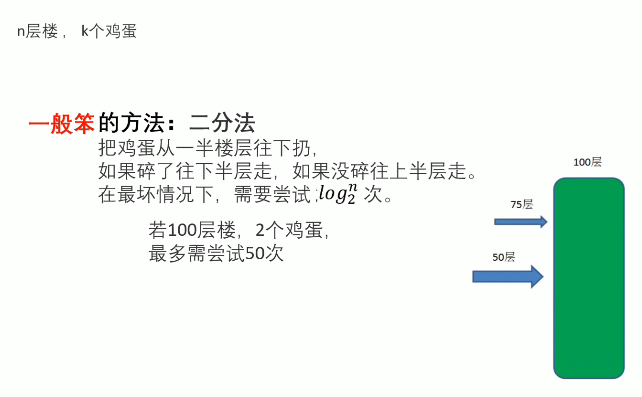 n层楼， k个鸡蛋
一般笨的方法：二分法
把鸡蛋从一半楼层往下扔，
如果碎了往下半层走，如果没碎往上半层走。
在最坏情况下，需要尝试 log₂ⁿ 次。
若100层楼，2个鸡蛋，
最多需尝试50次
100层
75层
50层